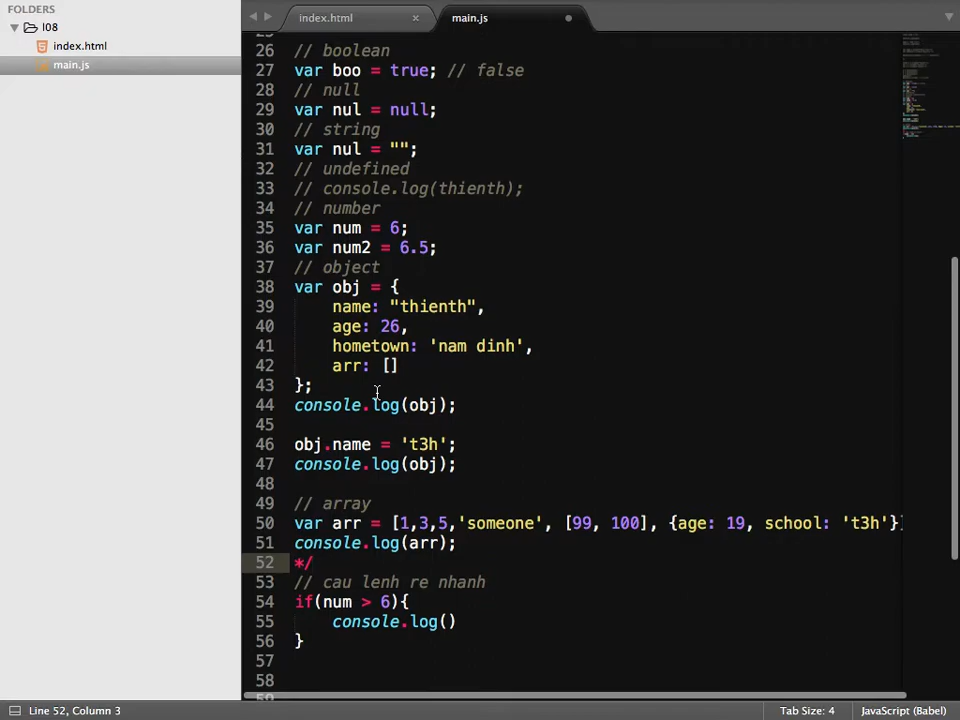 FOLDERS
l08
index.html
main.js
index.html
main.js
26 // boolean
27 var boo = true; // false
28 // null
29 var nul = null;
30 // string
31 var nul = "";
32 // undefined
33 // console.log(thienth);
34 // number
35 var num = 6;
36 var num2 = 6.5;
37 // object
38 var obj = {
39 name: "thienth",
40 age: 26,
41 hometown: 'nam dinh',
42 arr: []
43 };
44 console.log(obj);
45
46 obj.name = 't3h';
47 console.log(obj);
48
49 // array
50 var arr = [1,3,5,'someone', [99, 100], {age: 19, school: 't3h'}
51 console.log(arr);
52 */
53 // cau lenh re nhanh
54 if(num > 6){
55 console.log()
56 }
57
58
Line 52, Column 3
Tab Size: 4
JavaScript (Babel)